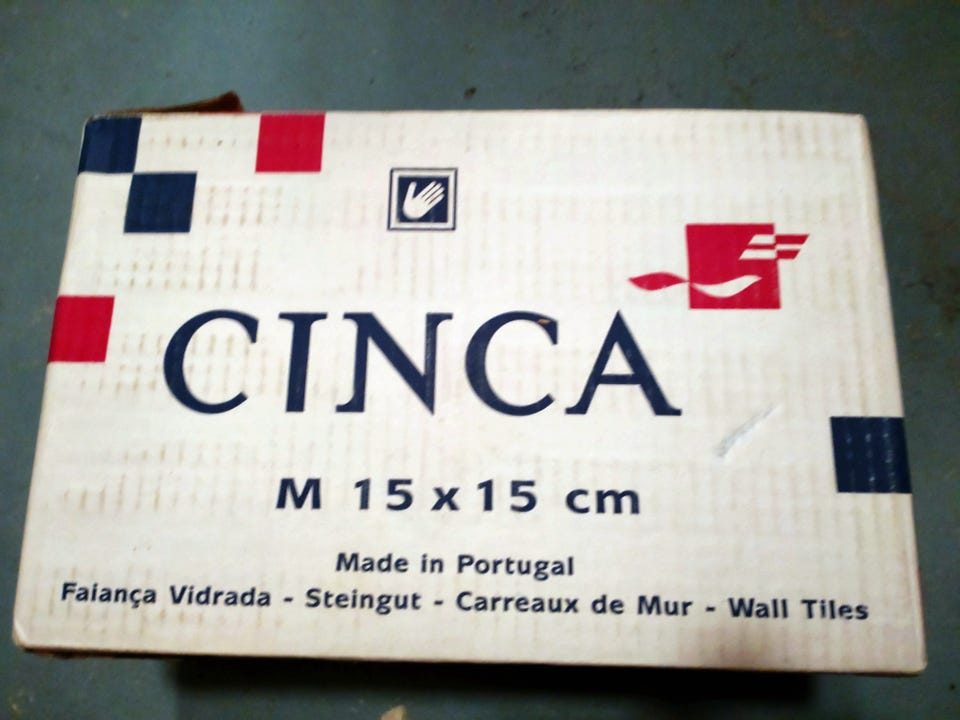 CINCA
M 15 x 15 cm
Made in Portugal
Faiança Vidrada - Steingut - Carreaux de Mur - Wall Tiles